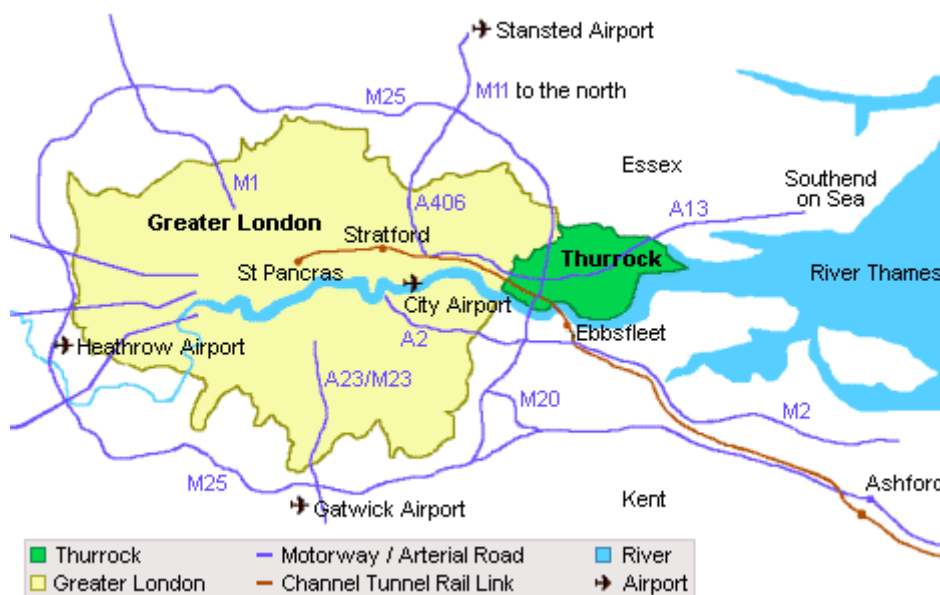 Stansted Airport
M25
M11 to the north
Essex
M1
Southend
on Sea
A406
A13
Greater London
Stratford
Thurrock
St Pancras
River Thames
City Airport
Ebbsfleet
A2
Heathrow Airport
A23/M23
M20
M2
M25
Ashford
Kent
Gatwick Airport
Thurrock
Motorway / Arterial Road
River
Greater London
Channel Tunnel Rail Link
Airport